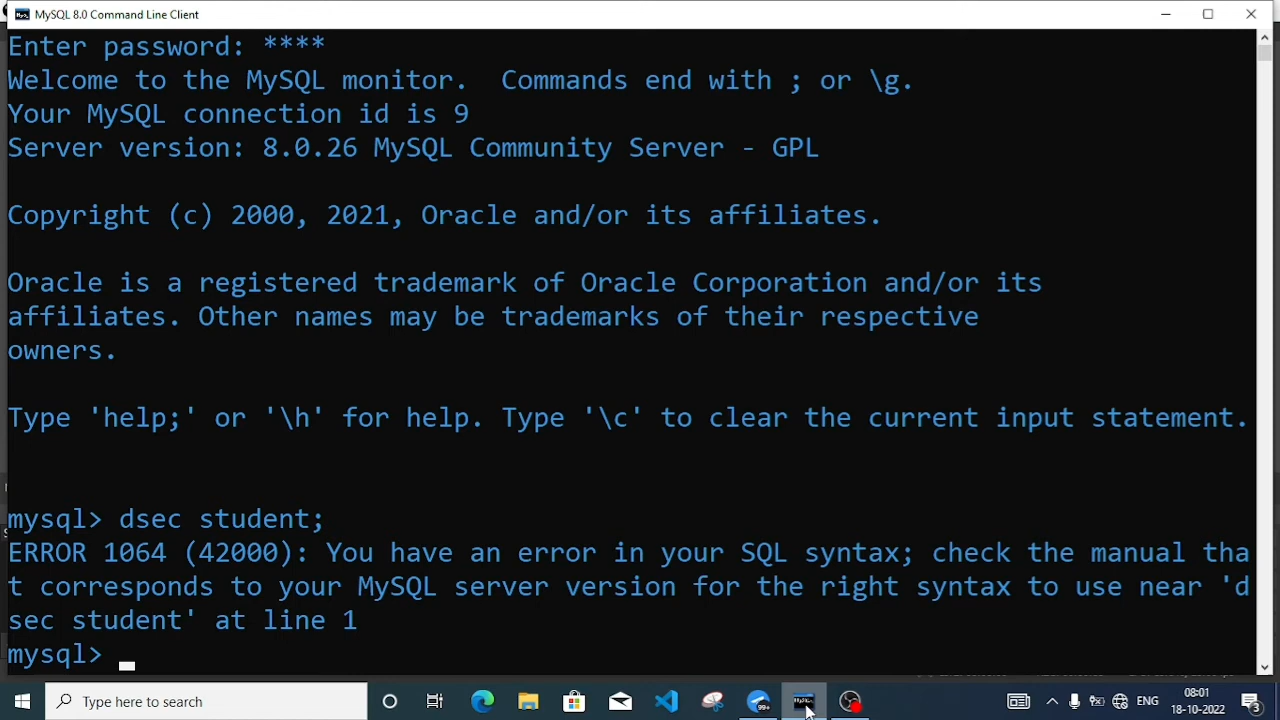 MySQL 8.0 Command Line Client
Enter password: ****
Welcome to the MySQL monitor.  Commands end with ; or \g.
Your MySQL connection id is 9
Server version: 8.0.26 MySQL Community Server - GPL
Copyright (c) 2000, 2021, Oracle and/or its affiliates.
Oracle is a registered trademark of Oracle Corporation and/or its
affiliates. Other names may be trademarks of their respective
owners.
Type 'help;' or '\h' for help. Type '\c' to clear the current input statement.
mysql> dsec student;
ERROR 1064 (42000): You have an error in your SQL syntax; check the manual tha
t corresponds to your MySQL server version for the right syntax to use near 'd
sec student' at line 1
mysql>
Type here to search
99+
ENG
08:01
18-10-2022
3